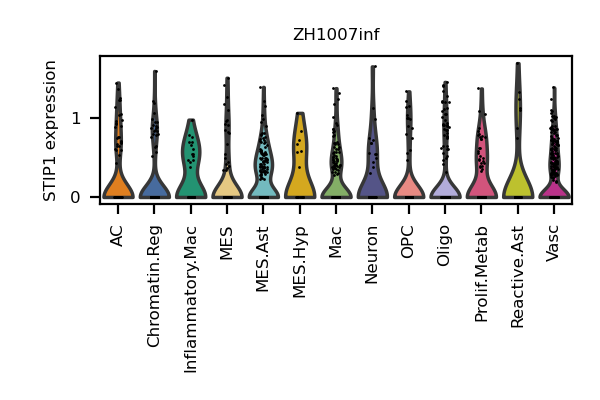 ZH1007inf
STIP1 expression
1
0
AC
Chromatin.Reg
Inflammatory.Mac
MES
MES.Ast
MES.Hyp
Mac
Neuron
OPC
Oligo
Prolif.Metab
Reactive.Ast
Vasc